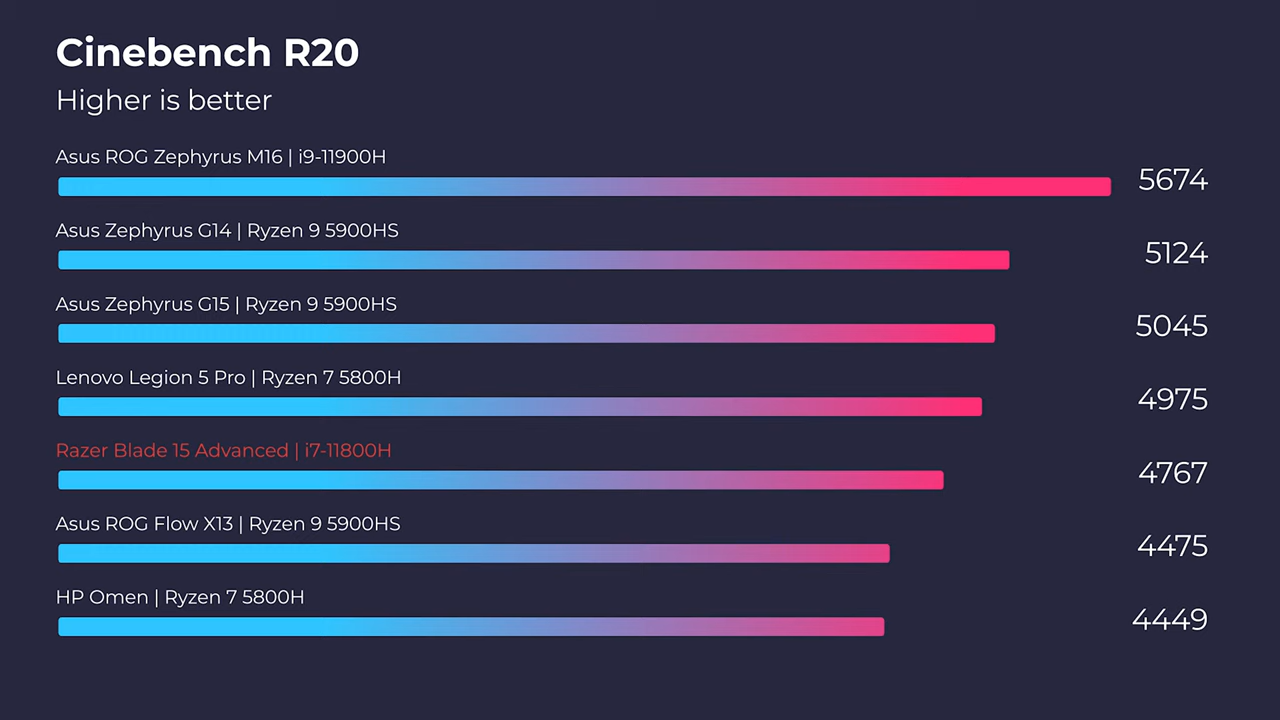 Cinebench R20
Higher is better
Asus ROG Zephyrus M16 | i9-11900H
5674
Asus Zephyrus G14 | Ryzen 9 5900HS
5124
Asus Zephyrus G15 | Ryzen 9 5900HS
5045
Lenovo Legion 5 Pro | Ryzen 7 5800H
4975
Razer Blade 15 Advanced | i7-11800H
4767
Asus ROG Flow X13 | Ryzen 9 5900HS
4475
HP Omen | Ryzen 7 5800H
4449